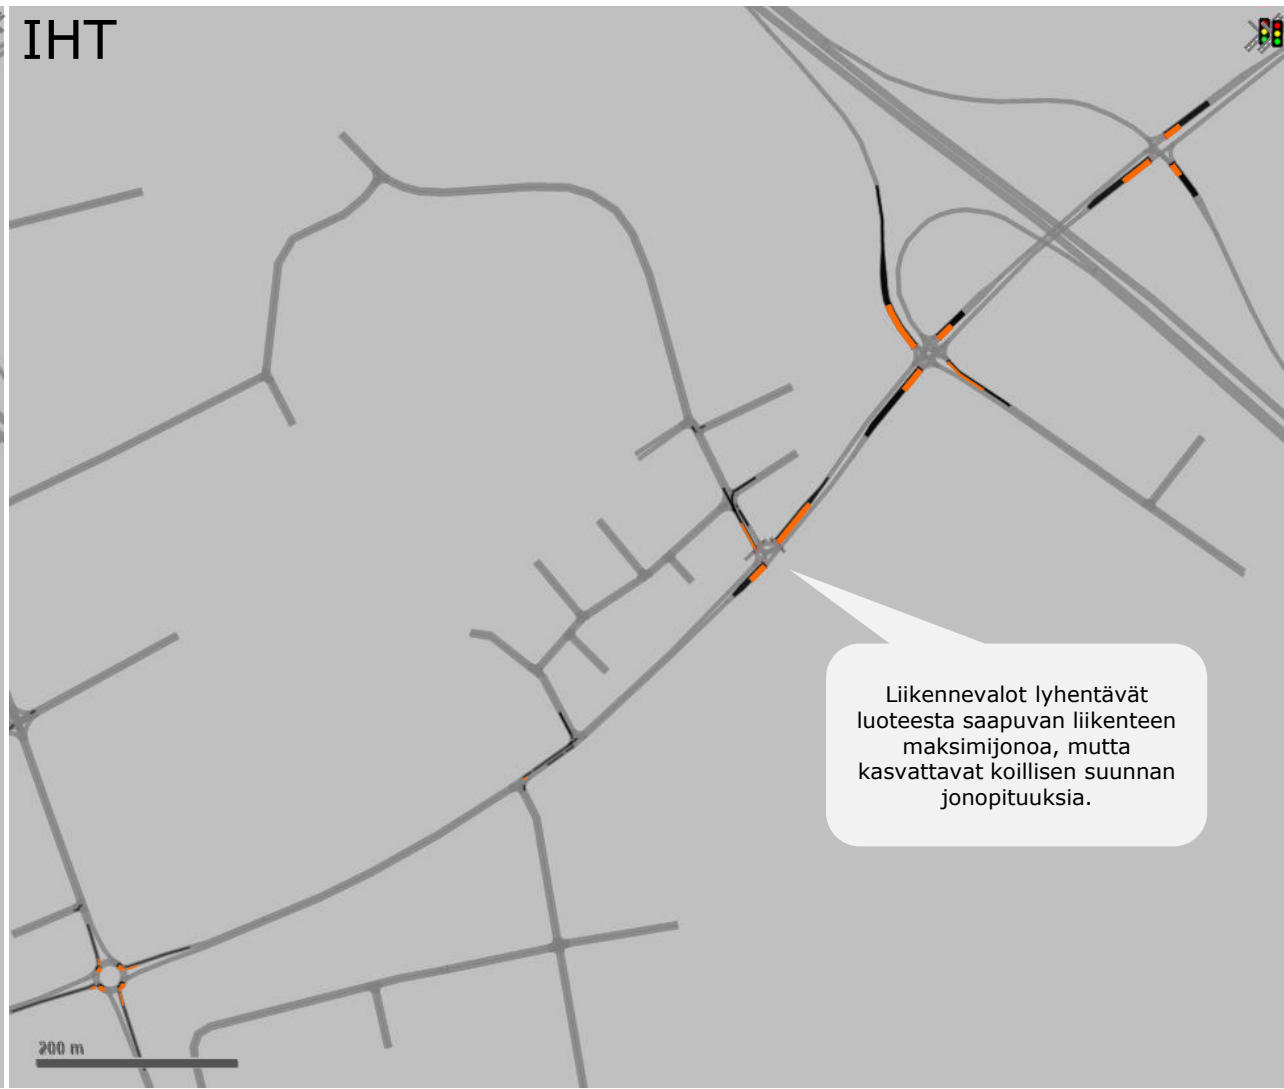 IHT
Liikennevalot lyhentävät
luoteesta saapuvan liikenteen
maksimijonoa, mutta
kasvattavat koillisen suunnan
jonopituuksia.
200 m